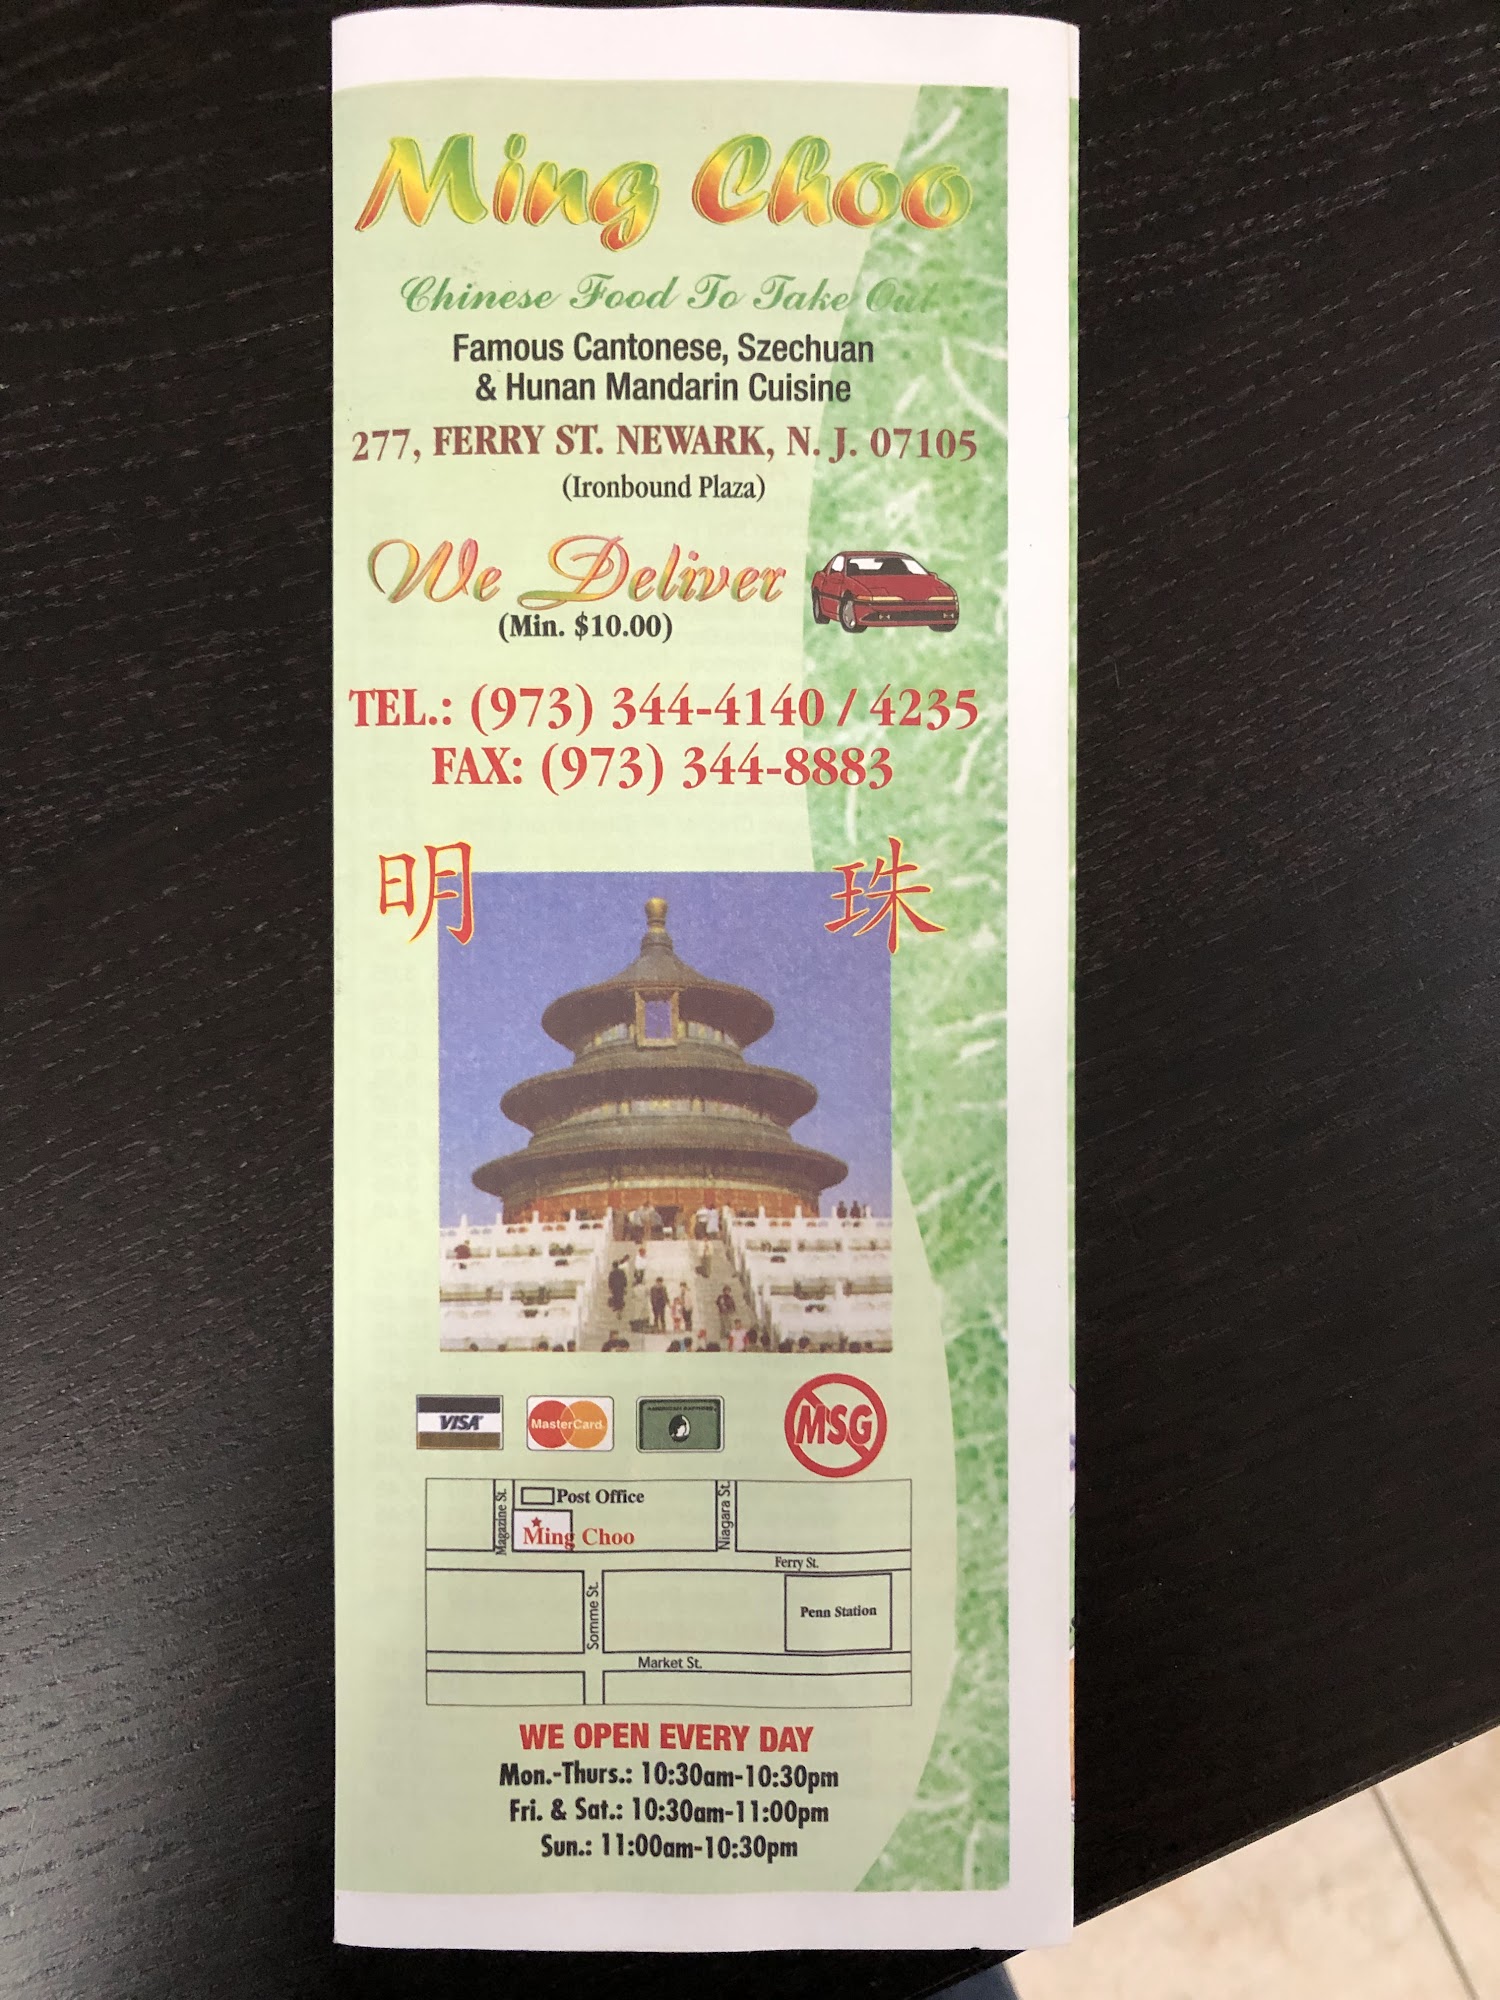 Ming Choo
Chinese Food To Take Out
Famous Cantonese, Szechuan
& Hunan Mandarin Cuisine
277, FERRY ST. NEWARK, N. J. 07105
(Ironbound Plaza)
We Deliver
(Min. $10.00)
TEL.: (973) 344-4140 / 4235
FAX: (973) 344-8883
明 珠
VISA MasterCard AMERICAN EXPRESS MSG
Magazine St.
Post Office
Niagara St.
Ming Choo
Ferry St.
Somme St.
Penn Station
Market St.
WE OPEN EVERY DAY
Mon.-Thurs.: 10:30am-10:30pm
Fri. & Sat.: 10:30am-11:00pm
Sun.: 11:00am-10:30pm